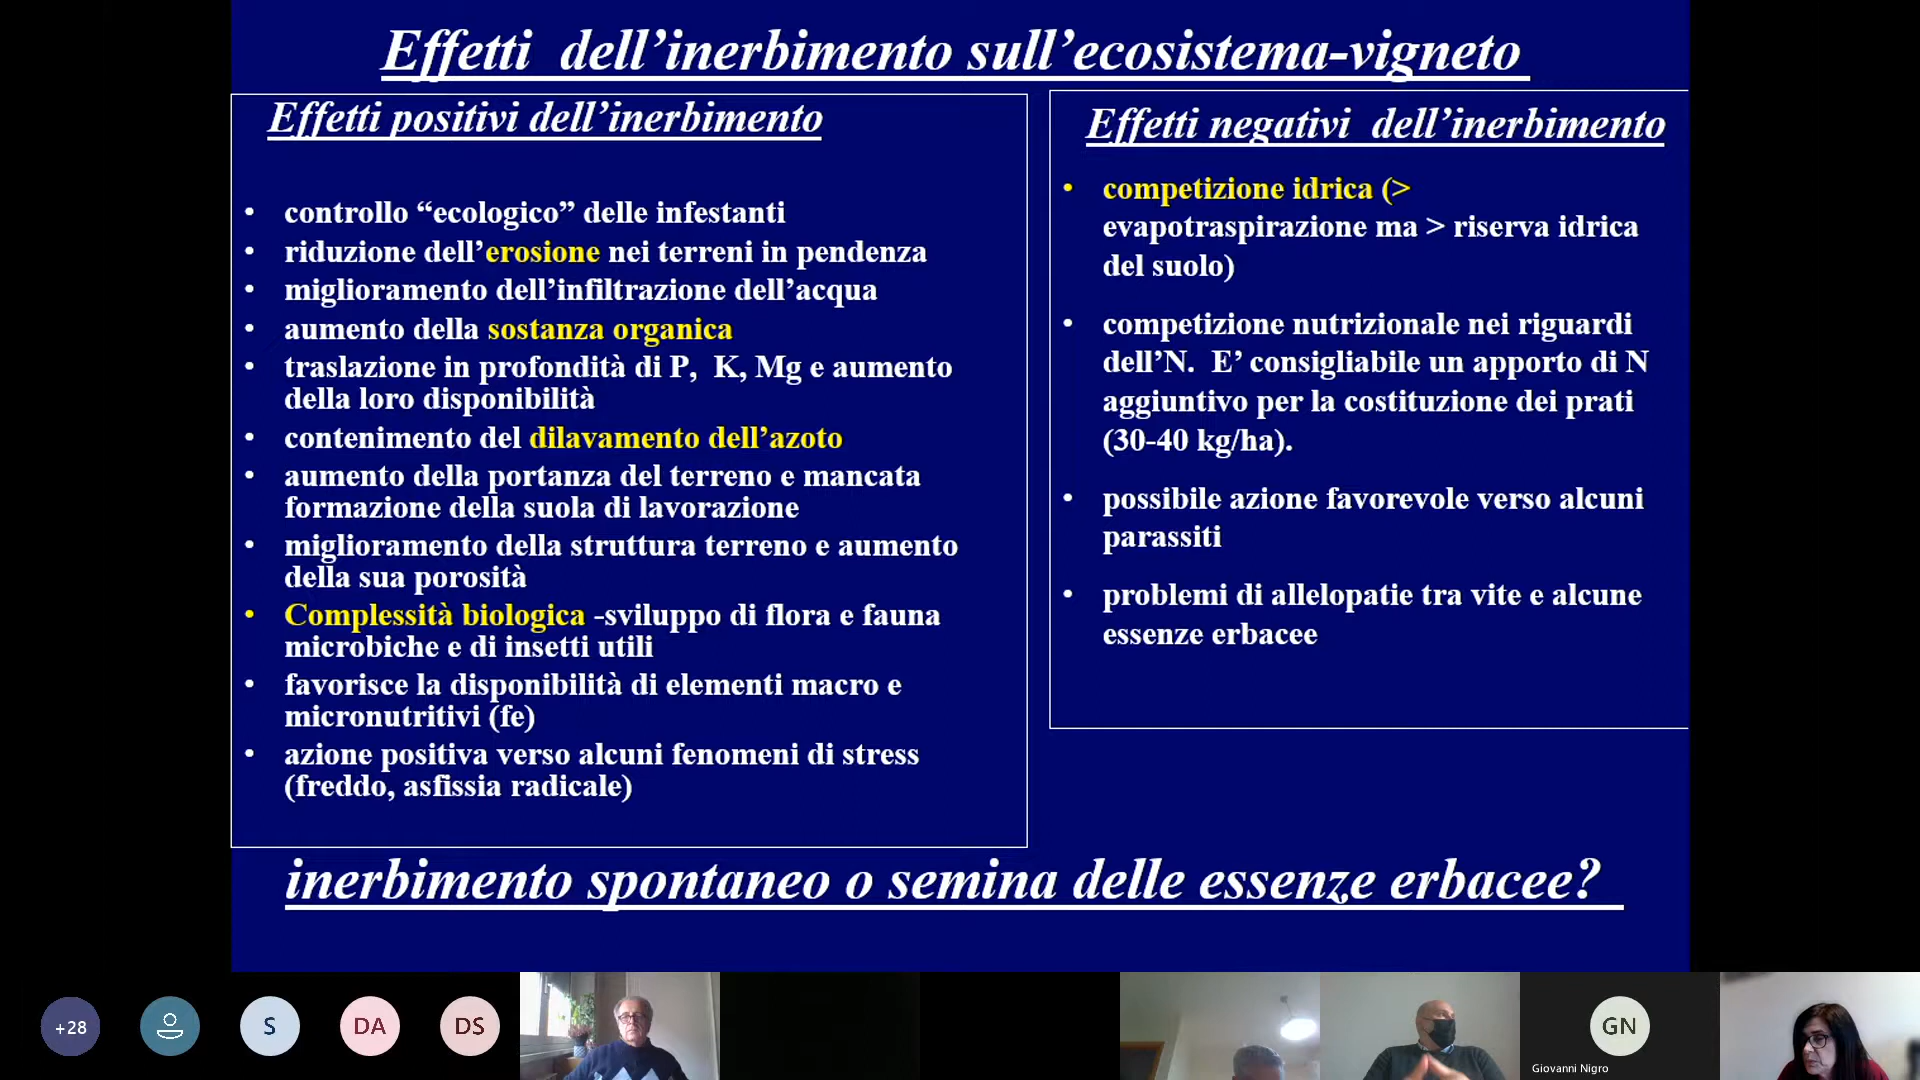 Effetti dell’inerbimento sull’ecosistema-vigneto
Effetti positivi dell’inerbimento
• controllo “ecologico” delle infestanti
• riduzione dell’erosione nei terreni in pendenza
• miglioramento dell’infiltrazione dell’acqua
• aumento della sostanza organica
• traslazione in profondità di P, K, Mg e aumento
della loro disponibilità
• contenimento del dilavamento dell’azoto
• aumento della portanza del terreno e mancata
formazione della suola di lavorazione
• miglioramento della struttura terreno e aumento
della sua porosità
• Complessità biologica -sviluppo di flora e fauna
microbiche e di insetti utili
• favorisce la disponibilità di elementi macro e
micronutritivi (fe)
• azione positiva verso alcuni fenomeni di stress
(freddo, asfissia radicale)
Effetti negativi dell’inerbimento
• competizione idrica (>
evapotraspirazione ma > riserva idrica
del suolo)
• competizione nutrizionale nei riguardi
dell’N. E’ consigliabile un apporto di N
aggiuntivo per la costituzione dei prati
(30-40 kg/ha).
• possibile azione favorevole verso alcuni
parassiti
• problemi di allelopatie tra vite e alcune
essenze erbacee
inerbimento spontaneo o semina delle essenze erbacee?
+28
S
DA
DS
GN
Giovanni Nigro